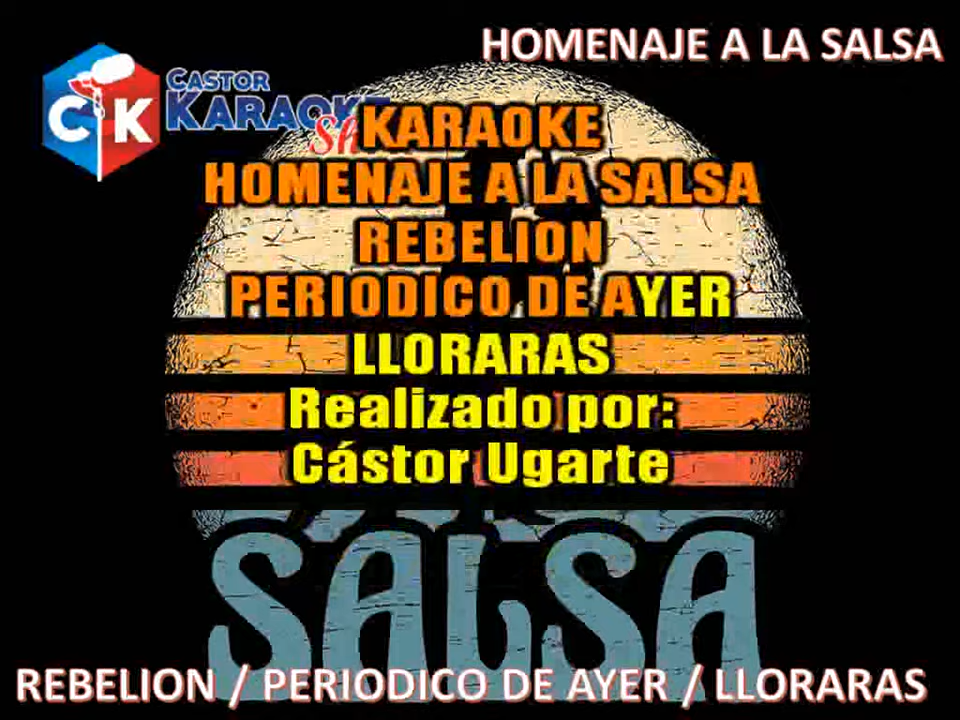 HOMENAJE A LA SALSA
CASTOR
KARAOKE
CK
KARAOKE
HOMENAJE A LA SALSA
REBELION
PERIODICO DE AYER
LLORARAS
Realizado por:
Cástor Ugarte
SALSA
REBELION / PERIODICO DE AYER / LLORARAS